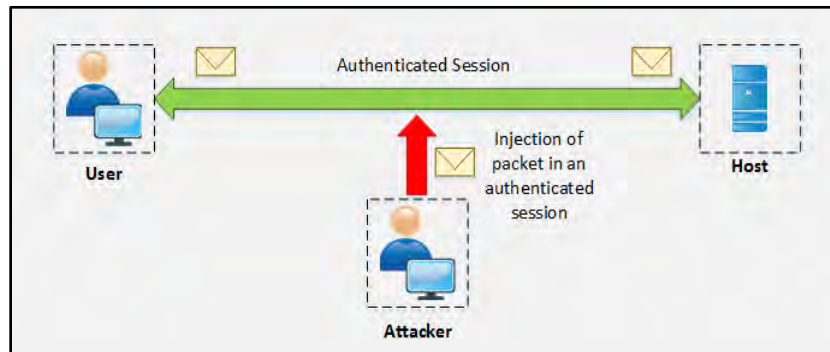 Authenticated Session
Injection of
packet in an
authenticated
session
User
Host
Attacker